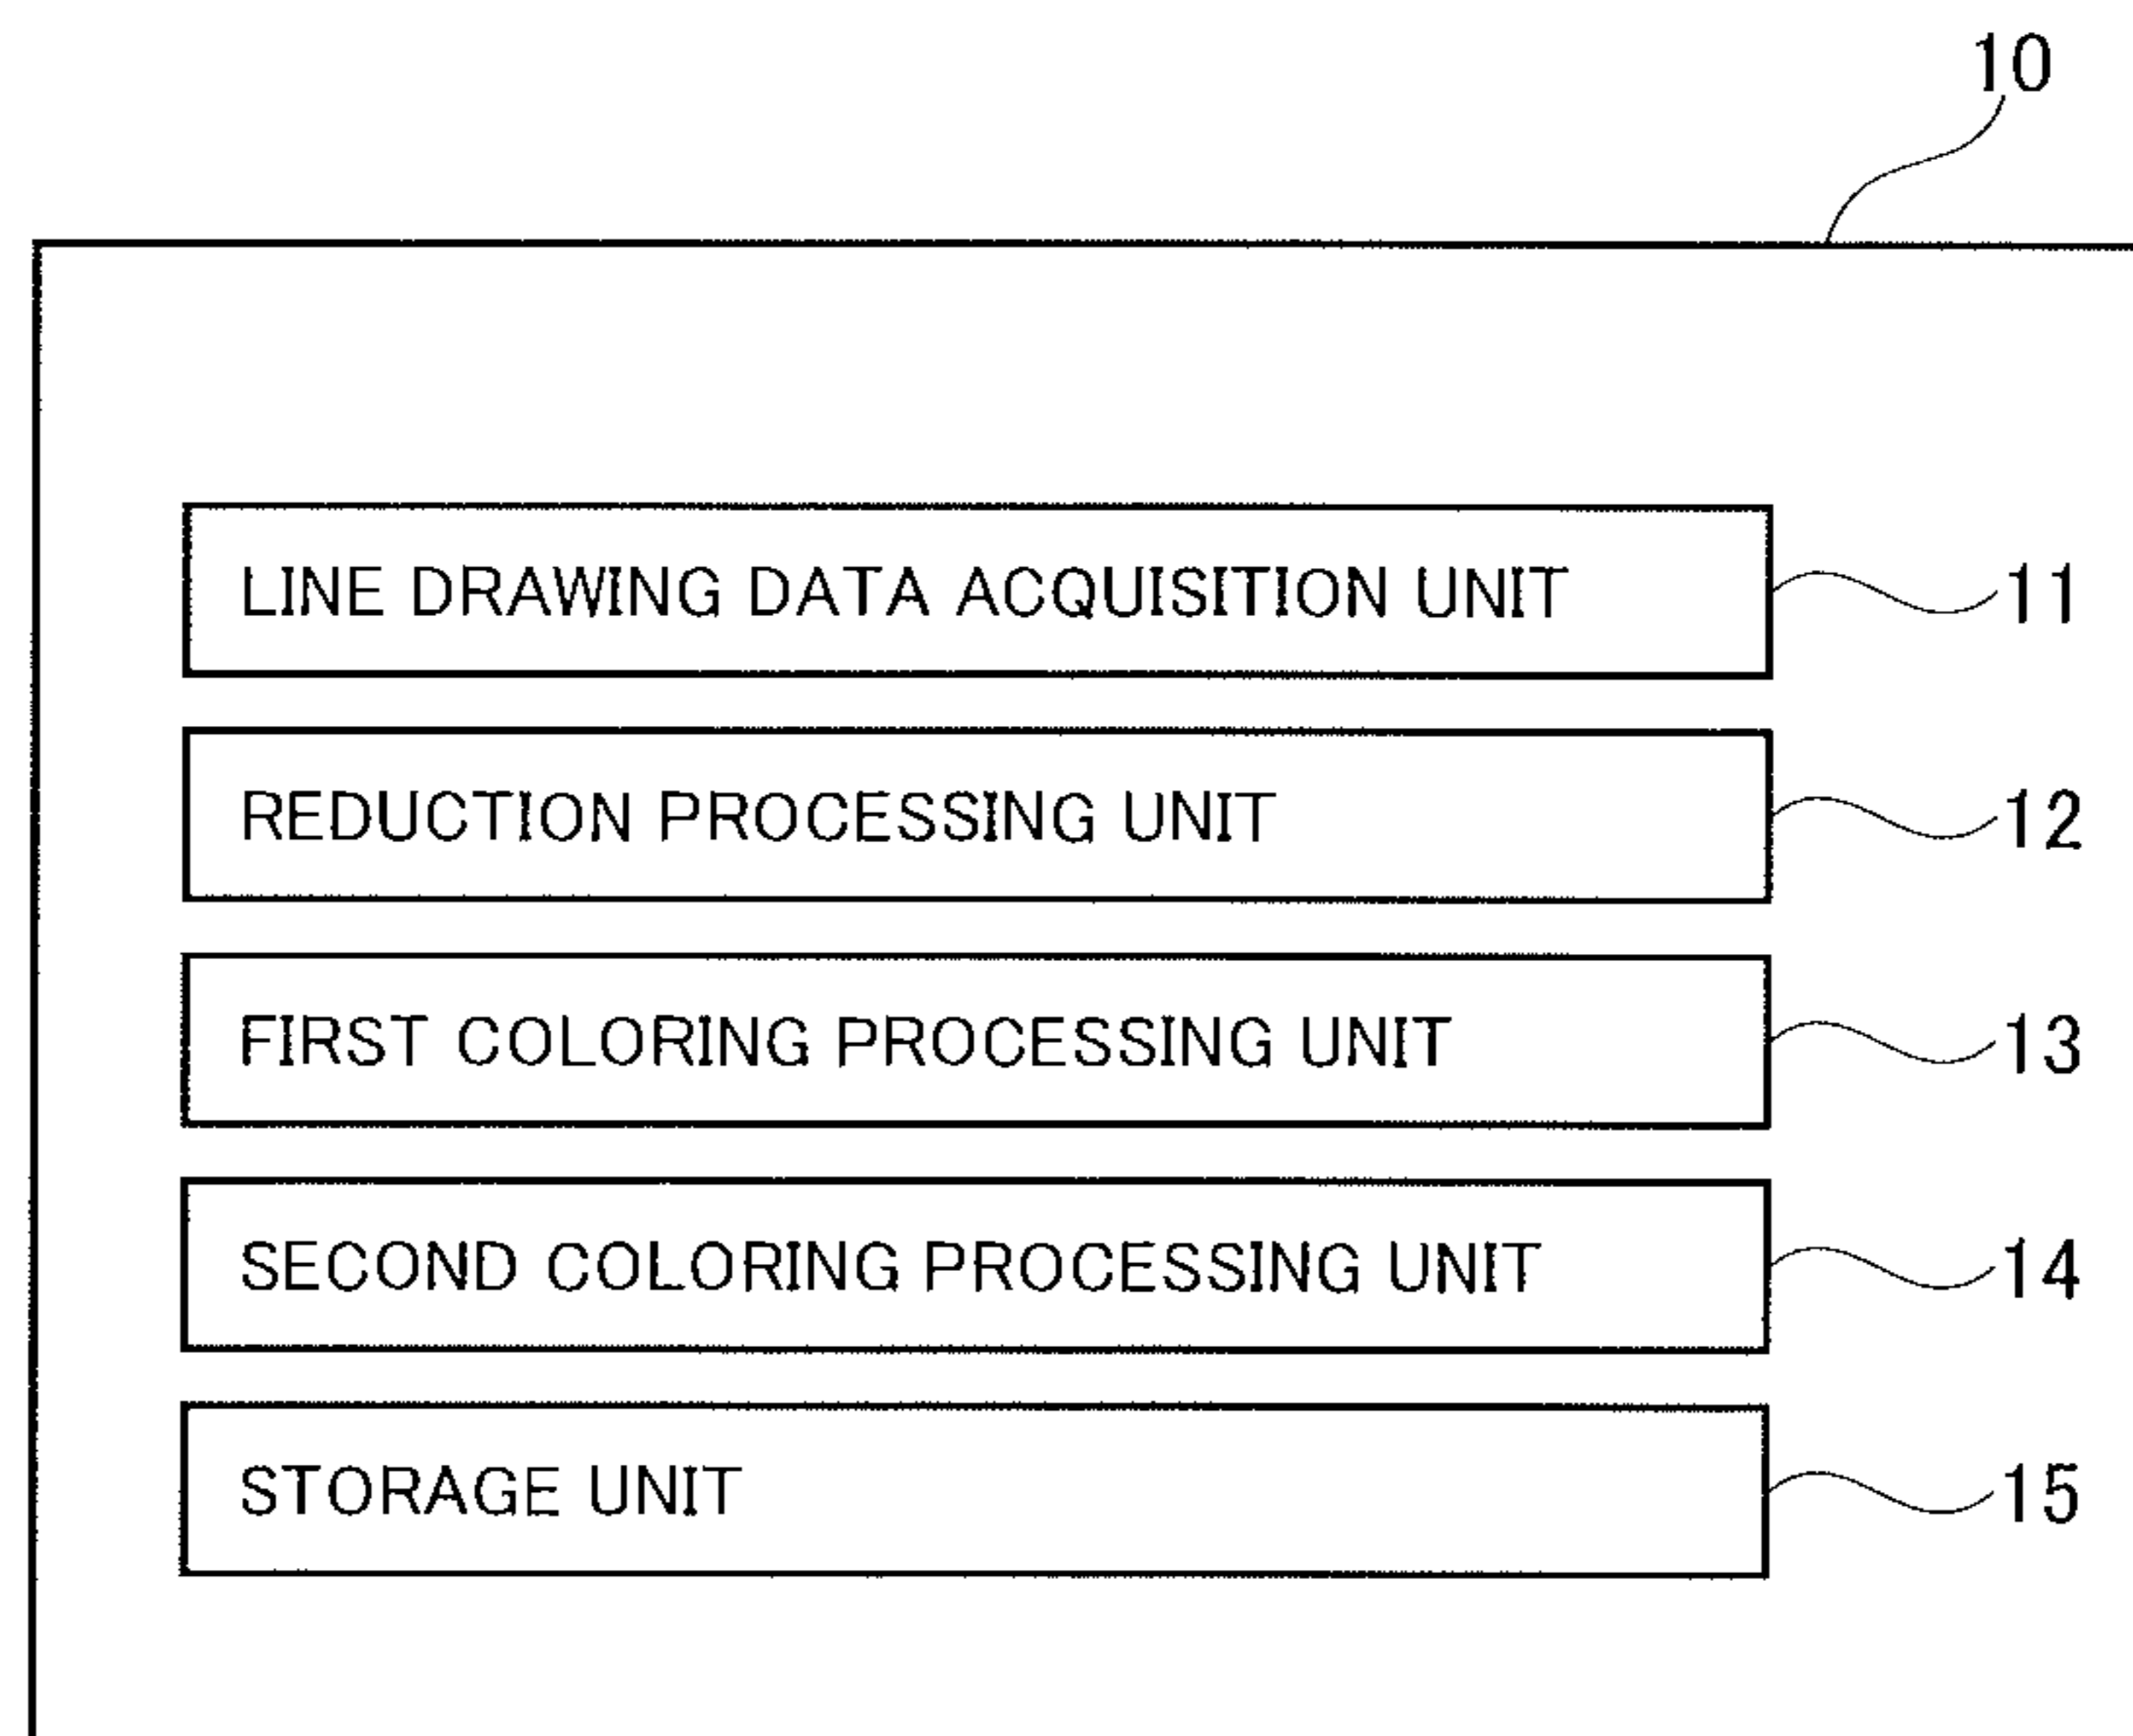 10
LINE DRAWING DATA ACQUISITION UNIT 11
REDUCTION PROCESSING UNIT 12
FIRST COLORING PROCESSING UNIT 13
SECOND COLORING PROCESSING UNIT 14
STORAGE UNIT 15